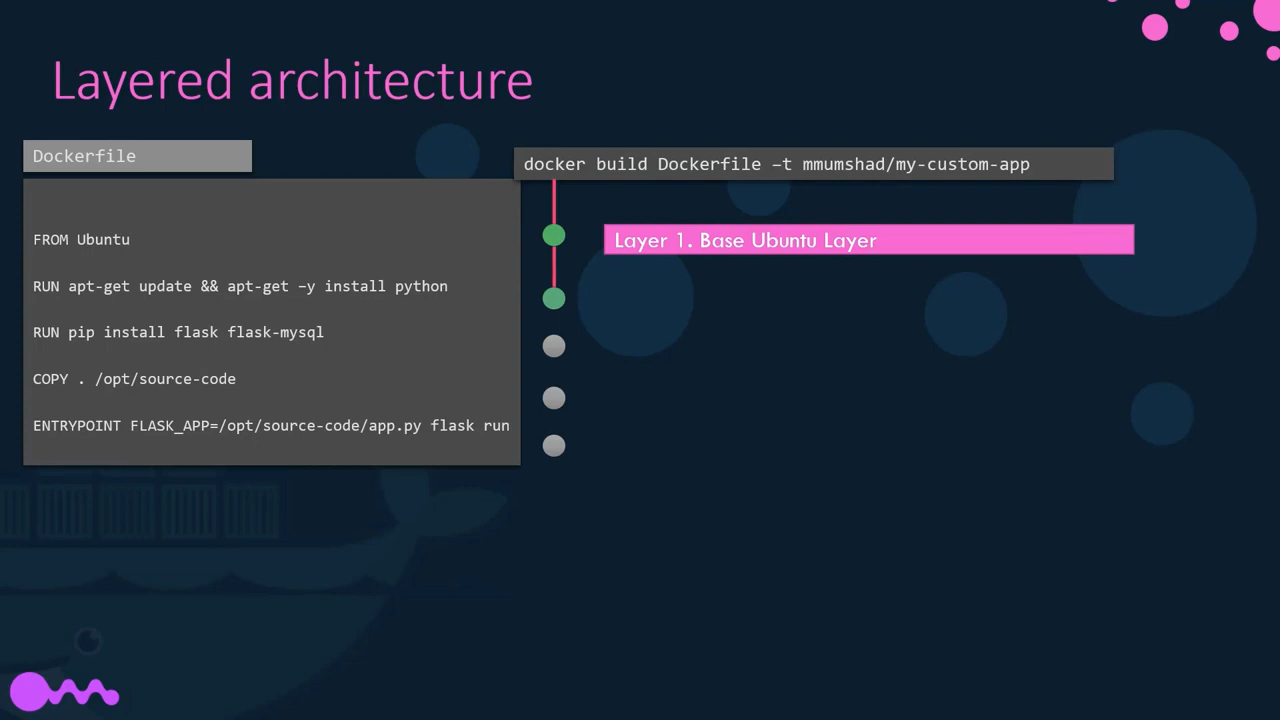 Layered architecture
Dockerfile
FROM Ubuntu
RUN apt-get update && apt-get –y install python
RUN pip install flask flask-mysql
COPY . /opt/source-code
ENTRYPOINT FLASK_APP=/opt/source-code/app.py flask run
docker build Dockerfile –t mmumshad/my-custom-app
Layer 1. Base Ubuntu Layer